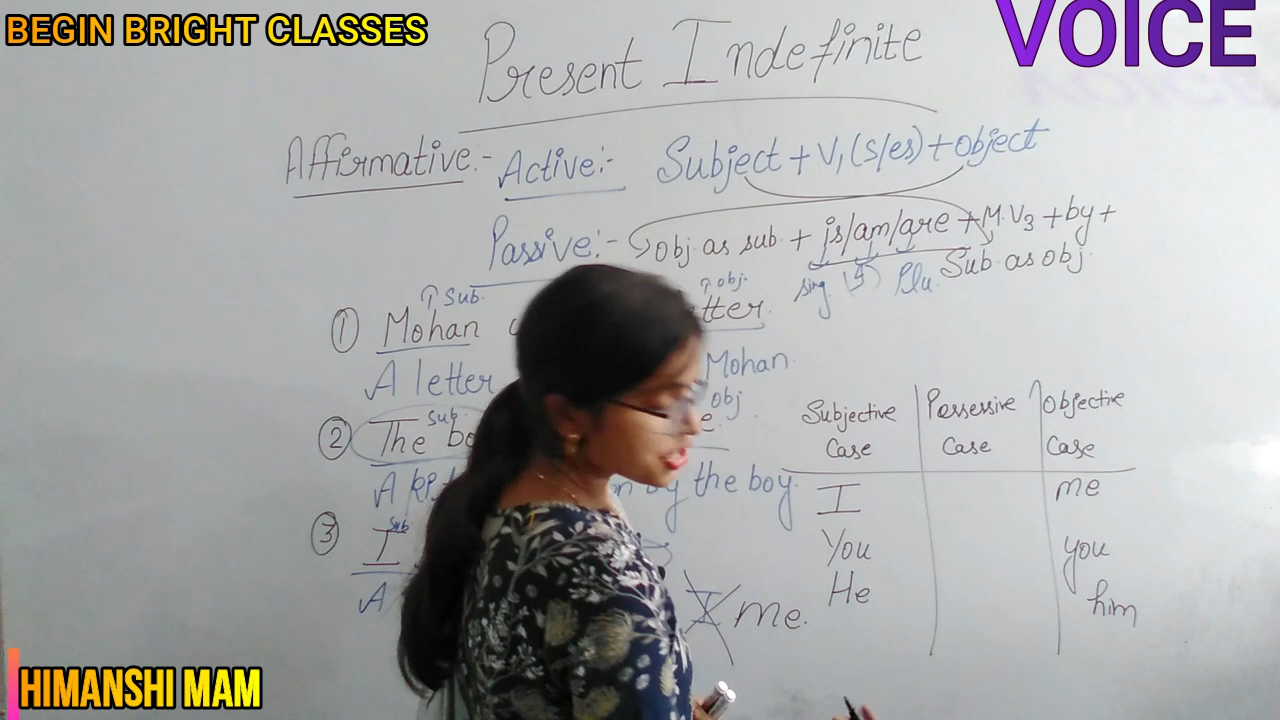 BEGIN BRIGHT CLASSES
VOICE
Present Indefinite
Affirmative:- Active:- Subject + V₁ (s/es) + object
Passive:- obj. as sub. + is/am/are + M.V₃ + by +
Sub. as obj.
sing. (I) Plu.
Sub. obj.
① Mohan tter.
A letter Mohan.
sub. obj.
② The bo e.
A by the boy.
Sub
③ I
A I me.
Subjective Case Possessive Case Objective Case
I me
You you
He him
HIMANSHI MAM